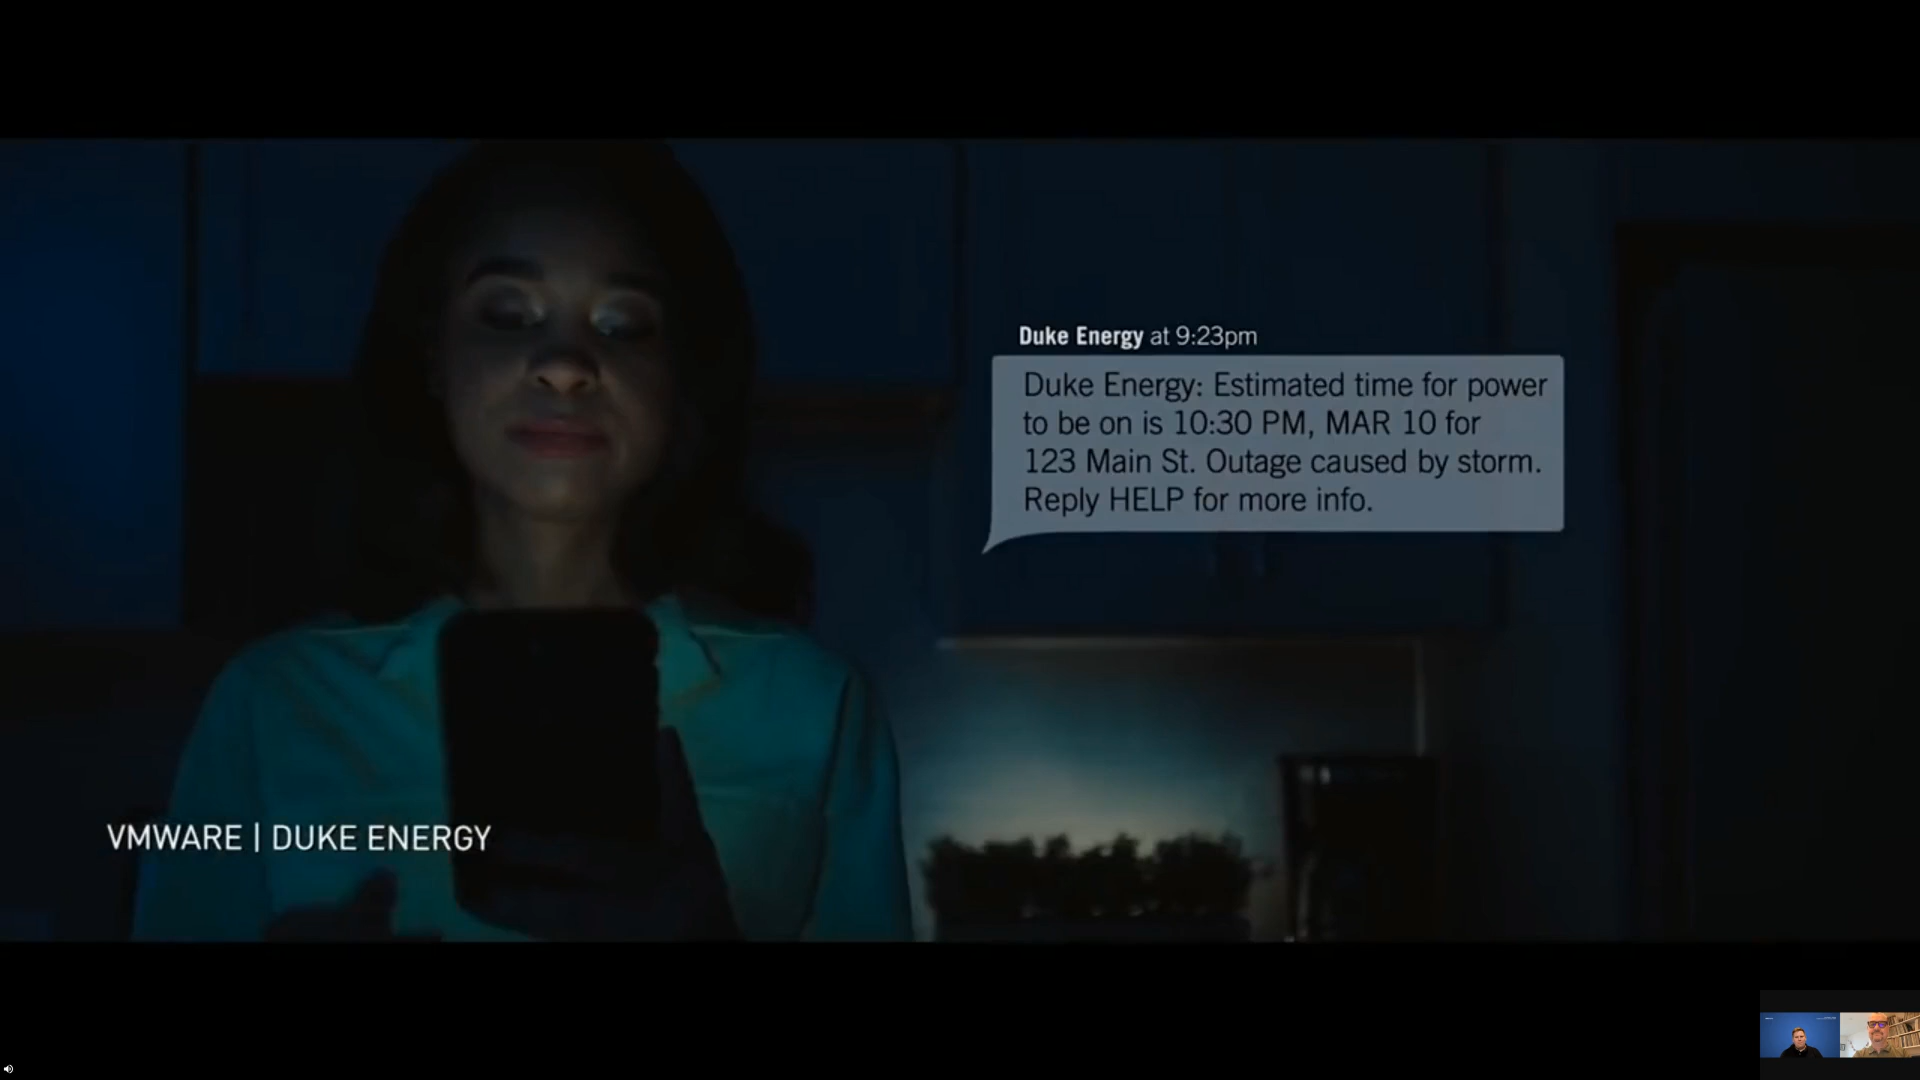 Duke Energy at 9:23pm
Duke Energy: Estimated time for power
to be on is 10:30 PM, MAR 10 for
123 Main St. Outage caused by storm.
Reply HELP for more info.
VMWARE | DUKE ENERGY